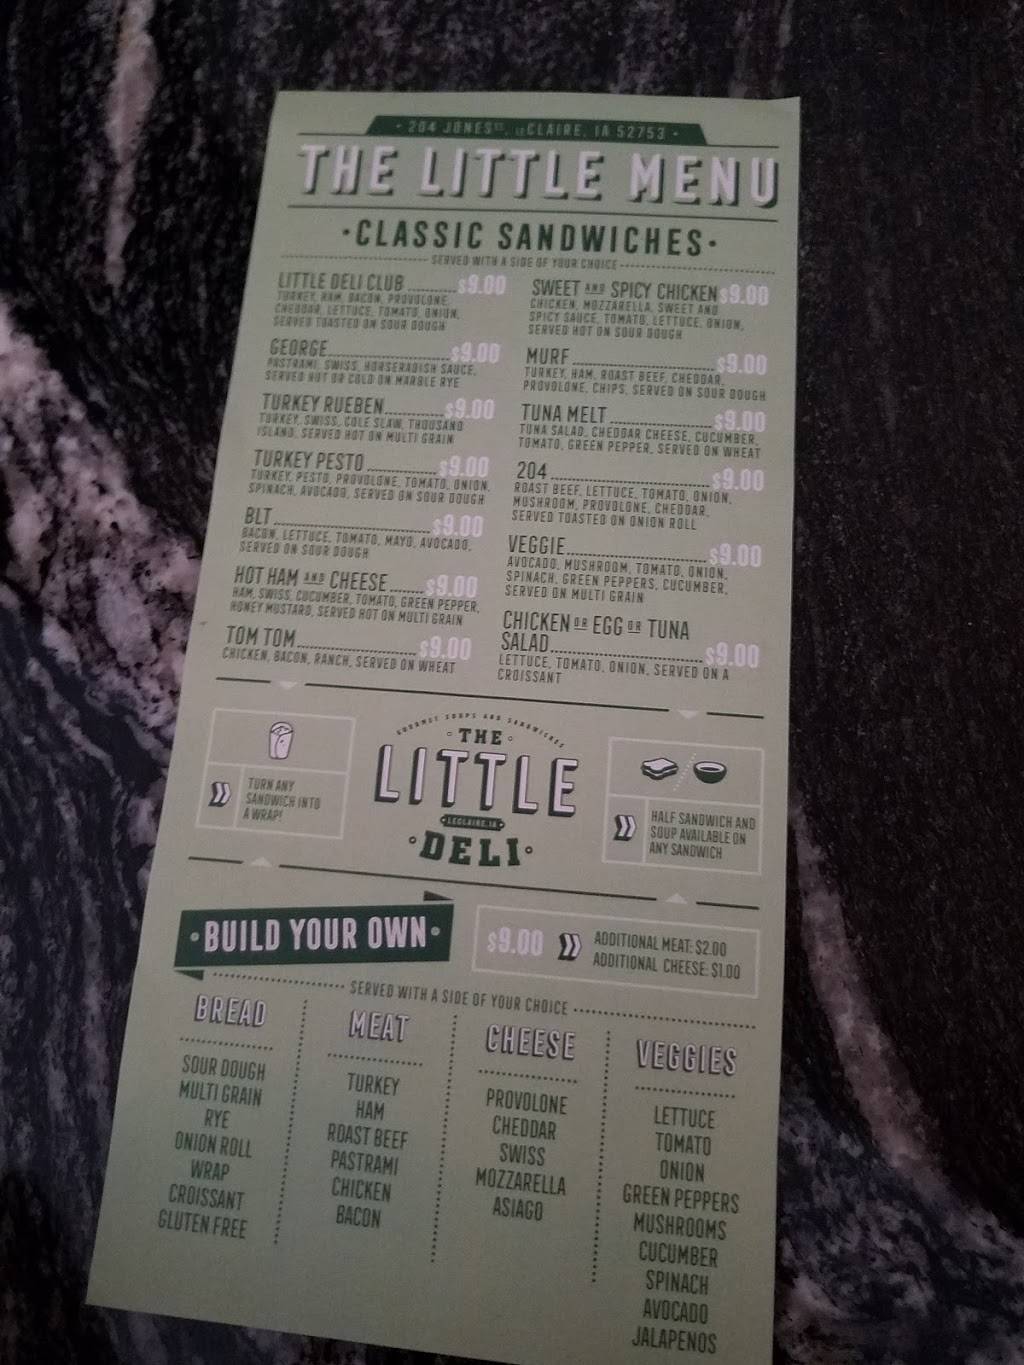 204 JONES ST. LE CLAIRE, IA 52753
THE LITTLE MENU
CLASSIC SANDWICHES
SERVED WITH A SIDE OF YOUR CHOICE
LITTLE DELI CLUB $9.00
TURKEY, HAM, BACON, PROVOLONE,
CHEDDAR, LETTUCE, TOMATO, ONION,
SERVED TOASTED ON SOUR DOUGH
GEORGE $9.00
PASTRAMI, SWISS, HORSERADISH SAUCE,
SERVED HOT OR COLD ON MARBLE RYE
TURKEY RUEBEN $9.00
TURKEY, SWISS, COLE SLAW, THOUSAND
ISLAND, SERVED HOT ON MULTI GRAIN
TURKEY PESTO $9.00
TURKEY, PESTO, PROVOLONE, TOMATO, ONION,
SPINACH, AVOCADO, SERVED ON SOUR DOUGH
BLT $9.00
BACON, LETTUCE, TOMATO, MAYO, AVOCADO,
SERVED ON SOUR DOUGH
HOT HAM AND CHEESE $9.00
HAM, SWISS, CUCUMBER, TOMATO, GREEN PEPPER,
HONEY MUSTARD, SERVED HOT ON MULTI GRAIN
TOM TOM $9.00
CHICKEN, BACON, RANCH, SERVED ON WHEAT
SWEET AND SPICY CHICKEN $9.00
CHICKEN, MOZZARELLA, SWEET AND
SPICY SAUCE, TOMATO, LETTUCE, ONION,
SERVED HOT ON SOUR DOUGH
MURF $9.00
TURKEY, HAM, ROAST BEEF, CHEDDAR,
PROVOLONE, CHIPS, SERVED ON SOUR DOUGH
TUNA MELT $9.00
TUNA SALAD, CHEDDAR CHEESE, CUCUMBER,
TOMATO, GREEN PEPPER, SERVED ON WHEAT
204 $9.00
ROAST BEEF, LETTUCE, TOMATO, ONION,
MUSHROOM, PROVOLONE, CHEDDAR,
SERVED TOASTED ON ONION ROLL
VEGGIE $9.00
AVOCADO, MUSHROOM, TOMATO, ONION,
SPINACH, GREEN PEPPERS, CUCUMBER,
SERVED ON MULTI GRAIN
CHICKEN OR EGG OR TUNA
SALAD $9.00
LETTUCE, TOMATO, ONION, SERVED ON A
CROISSANT
TURN ANY
SANDWICH INTO
A WRAP!
GOURMET SOUPS AND SANDWICHES
THE
LITTLE
LECLAIRE, IA
DELI
HALF SANDWICH AND
SOUP AVAILABLE ON
ANY SANDWICH
BUILD YOUR OWN
$9.00
ADDITIONAL MEAT: $2.00
ADDITIONAL CHEESE: $1.00
SERVED WITH A SIDE OF YOUR CHOICE
BREAD
SOUR DOUGH
MULTI GRAIN
RYE
ONION ROLL
WRAP
CROISSANT
GLUTEN FREE
MEAT
TURKEY
HAM
ROAST BEEF
PASTRAMI
CHICKEN
BACON
CHEESE
PROVOLONE
CHEDDAR
SWISS
MOZZARELLA
ASIAGO
VEGGIES
LETTUCE
TOMATO
ONION
GREEN PEPPERS
MUSHROOMS
CUCUMBER
SPINACH
AVOCADO
JALAPENOS